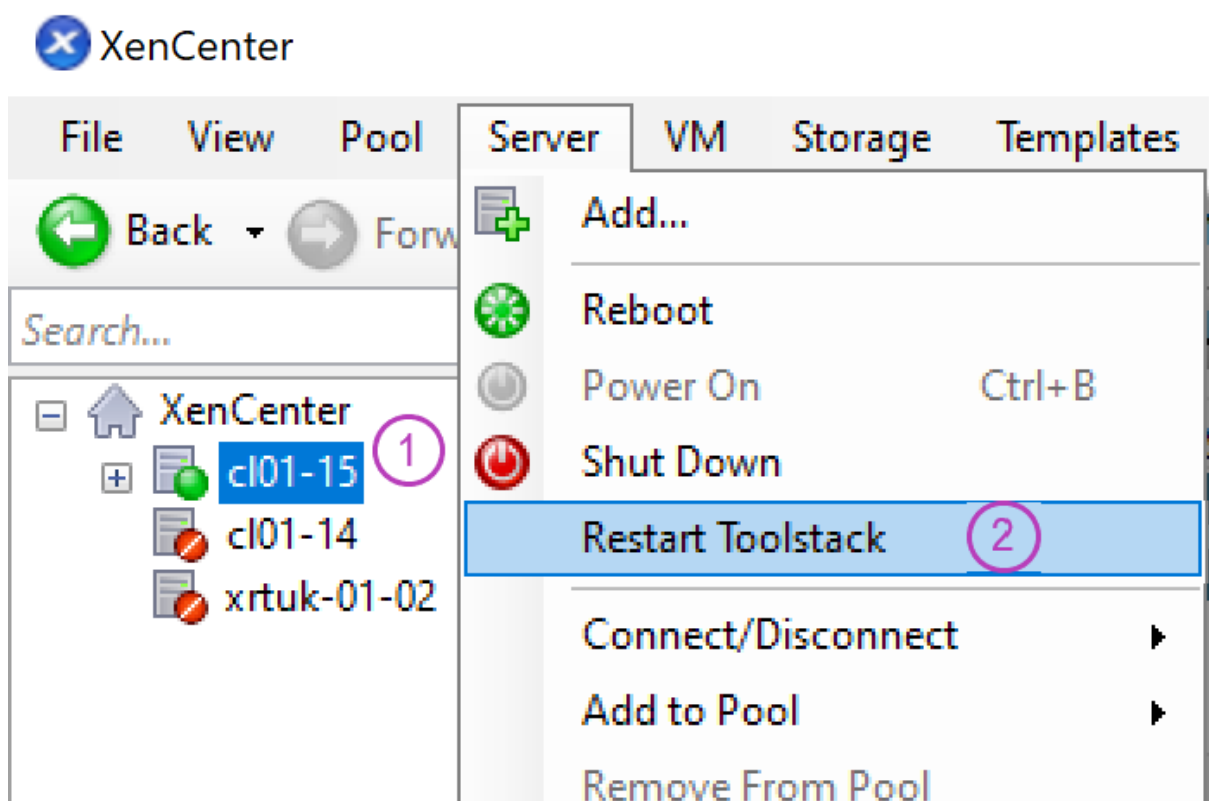 XenCenter
File View Pool Server VM Storage Templates
Back Forw
Add...
Search...
Reboot
Power On Ctrl+B
Shut Down
Restart Toolstack 2
Connect/Disconnect
Add to Pool
Remove From Pool
XenCenter
cl01-15 1
cl01-14
xrtuk-01-02